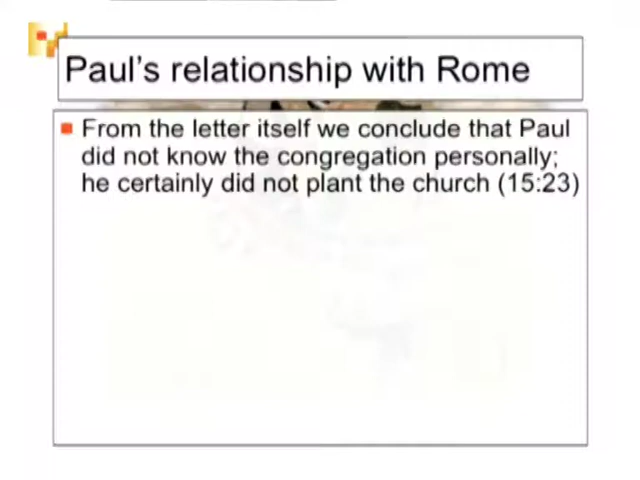 Paul's relationship with Rome
From the letter itself we conclude that Paul
did not know the congregation personally;
he certainly did not plant the church (15:23)